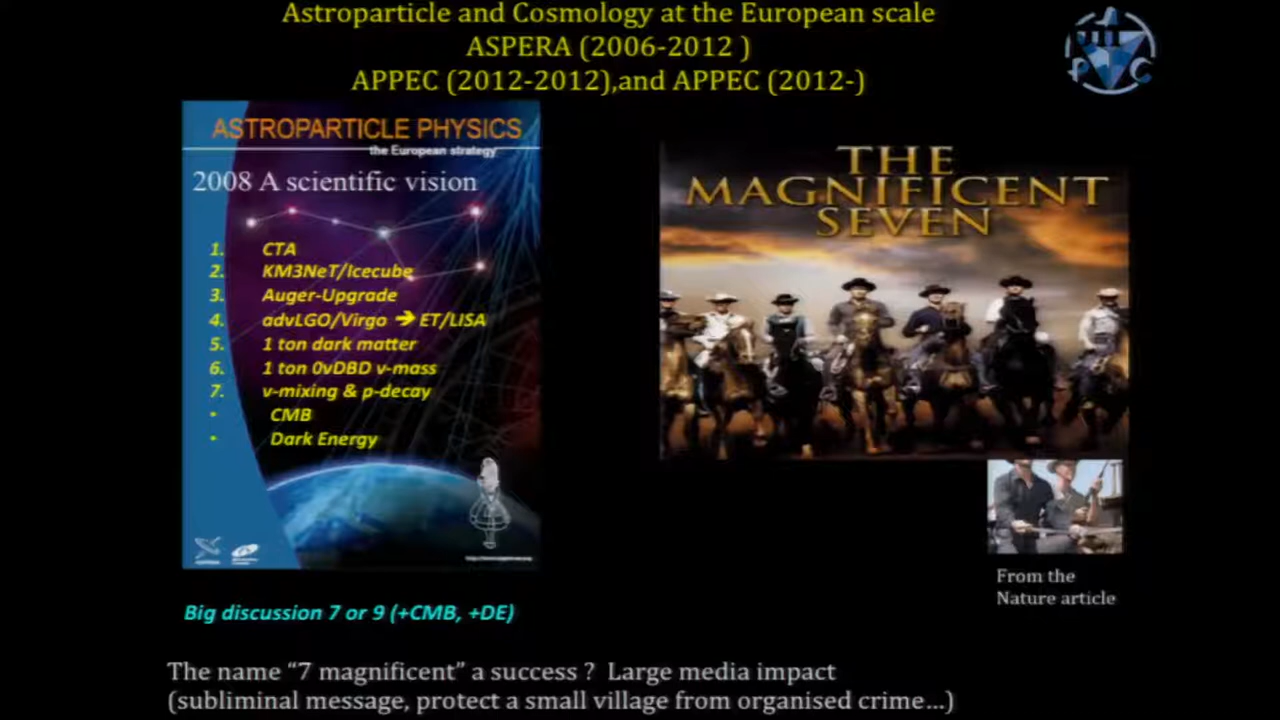 Astroparticle and Cosmology at the European scale
ASPERA (2006-2012 )
APPEC (2012-2012),and APPEC (2012-)
ASTROPARTICLE PHYSICS
the European strategy
2008 A scientific vision
1. CTA
2. KM3NeT/Icecube
3. Auger-Upgrade
4. advLGO/Virgo ➔ ET/LISA
5. 1 ton dark matter
6. 1 ton 0νDBD ν-mass
7. ν-mixing & p-decay
• CMB
• Dark Energy
THE
MAGNIFICENT
SEVEN
From the
Nature article
Big discussion 7 or 9 (+CMB, +DE)
The name “7 magnificent” a success ? Large media impact
(subliminal message, protect a small village from organised crime…)